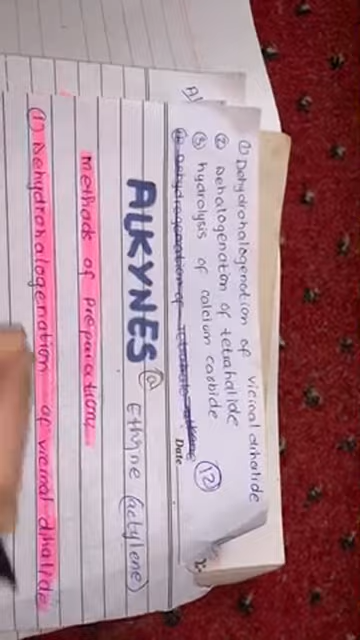 ① Dehydrohalogenation of vicinal dihalide
② Dehalogenation of tetrahalide
③ hydrolysis of calcium carbide
⑫
Date
ALKYNES @ Ethyne (actylene)
methods of preparation,
① Dehydrohalogenation of vicinal dihalide